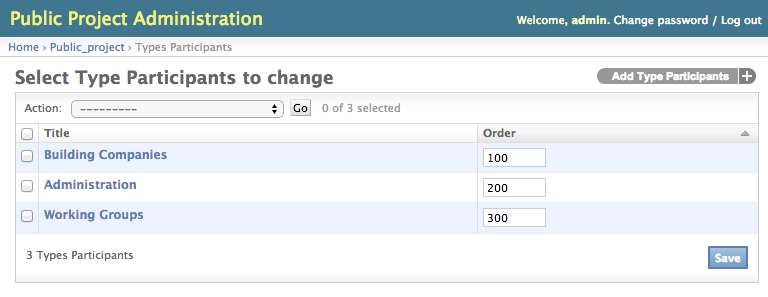 Public Project Administration
Welcome, admin. Change password / Log out
Home › Public_project › Types Participants
Select Type Participants to change
Add Type Participants +
Action: --------- Go 0 of 3 selected
Title Order
Building Companies 100
Administration 200
Working Groups 300
3 Types Participants Save